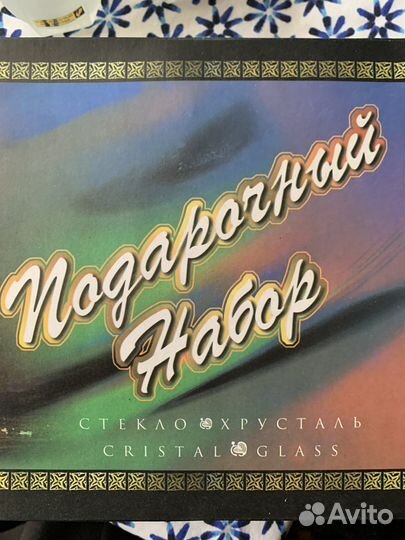 Подарочный
Набор
СТЕКЛО ХРУСТАЛЬ
CRISTAL GLASS
Avito